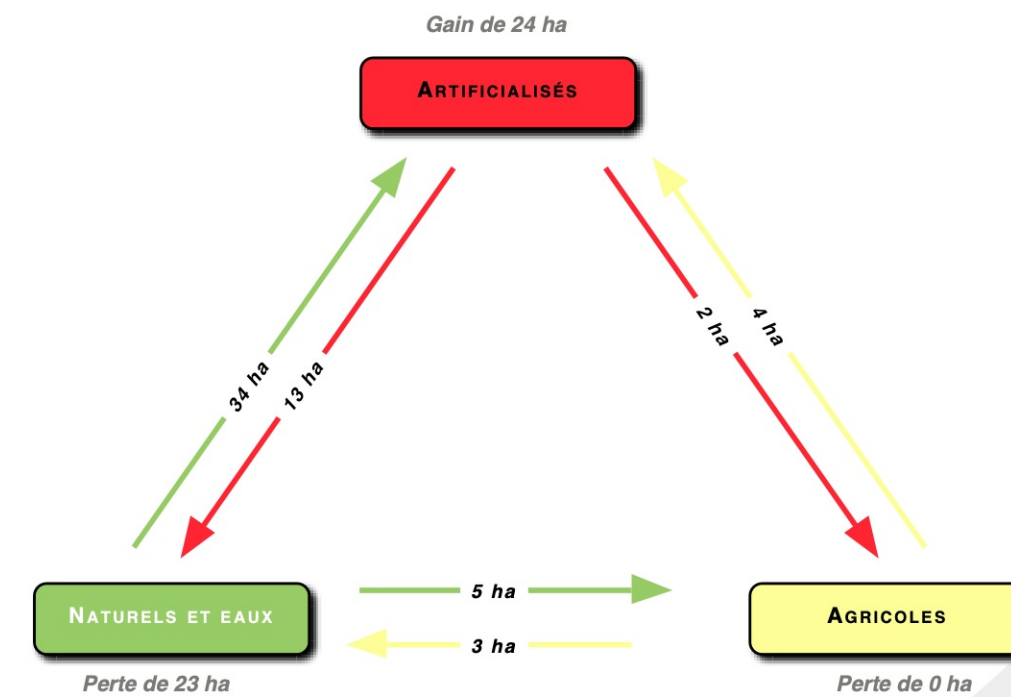 Gain de 24 ha
ARTIFICIALISÉS
2 ha
4 ha
34 ha
13 ha
5 ha
NATURELS ET EAUX
AGRICOLES
3 ha
Perte de 23 ha
Perte de 0 ha